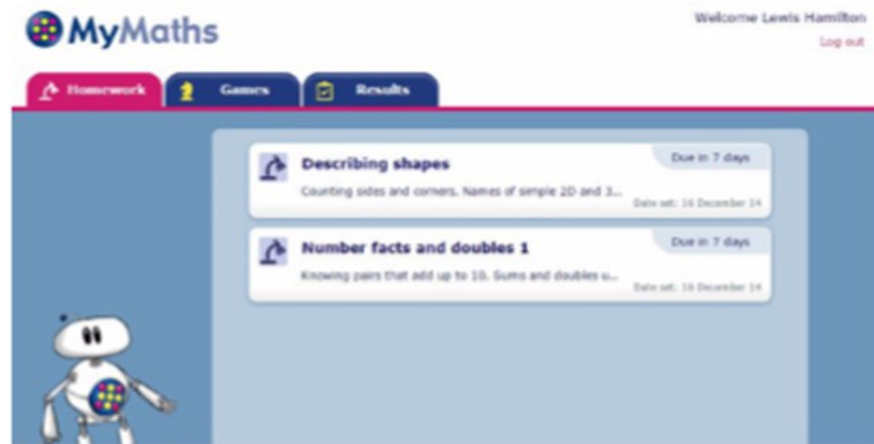 MyMaths
Welcome Lewis Hamilton
Log out
Homework
Games
Results
Describing shapes
Due in 7 days
Counting sides and corners. Names of simple 2D and 3...
Date set: 16 December 14
Number facts and doubles 1
Due in 7 days
Knowing pairs that add up to 10. Sums and doubles u...
Date set: 16 December 14